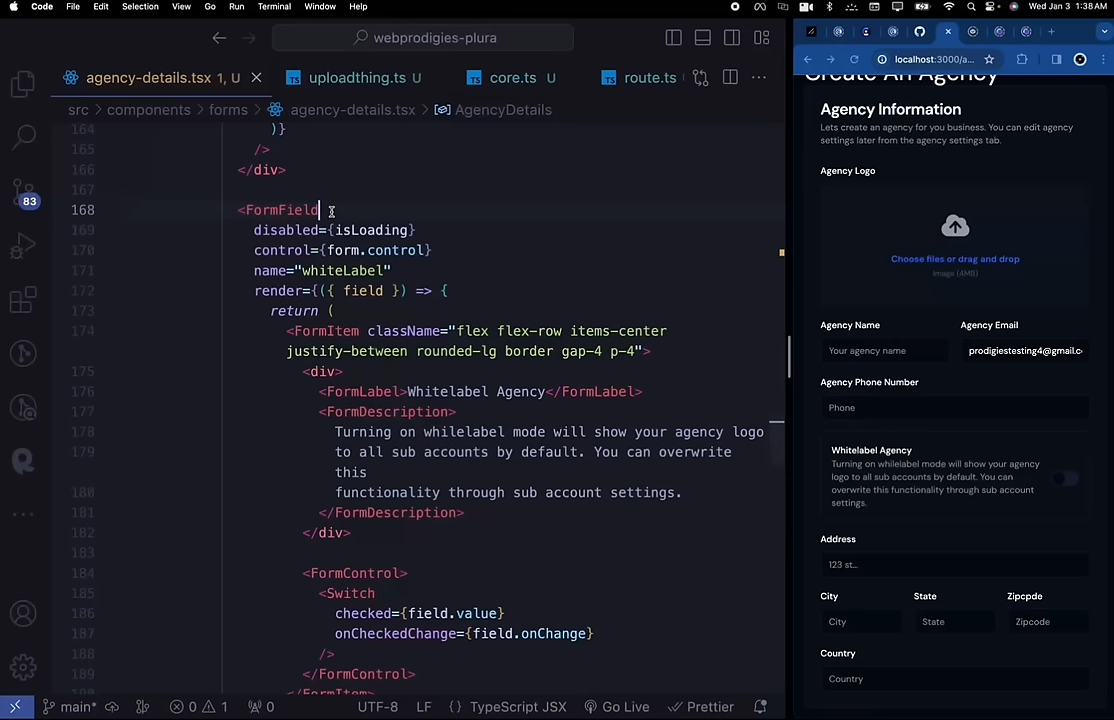 Code File Edit Selection View Go Run Terminal Window Help
Wed Jan 3 1:38 AM
webprodigies-plura
agency-details.tsx 1, U
uploadthing.ts U
core.ts U
route.ts
src > components > forms > agency-details.tsx > AgencyDetails
164 )}
165 />
166 </div>
167
168 <FormField
169 disabled={isLoading}
170 control={form.control}
171 name="whiteLabel"
172 render={({ field }) => {
173 return (
174 <FormItem className="flex flex-row items-center
justify-between rounded-lg border gap-4 p-4">
175 <div>
176 <FormLabel>Whitelabel Agency</FormLabel>
177 <FormDescription>
178 Turning on whilelabel mode will show your agency logo
179 to all sub accounts by default. You can overwrite
this
180 functionality through sub account settings.
181 </FormDescription>
182 </div>
183
184 <FormControl>
185 <Switch
186 checked={field.value}
187 onCheckedChange={field.onChange}
188 />
189 </FormControl>
190 </FormItem>
83
main* 0 1 0 UTF-8 LF {} TypeScript JSX Go Live Prettier
localhost:3000/a...
Create An Agency
Agency Information
Lets create an agency for you business. You can edit agency
settings later from the agency settings tab.
Agency Logo
Choose files or drag and drop
Image (4MB)
Agency Name Agency Email
Your agency name prodigiestesting4@gmail.c
Agency Phone Number
Phone
Whitelabel Agency
Turning on whilelabel mode will show your agency
logo to all sub accounts by default. You can
overwrite this functionality through sub account
settings.
Address
123 st...
City State Zipcpde
City State Zipcode
Country
Country